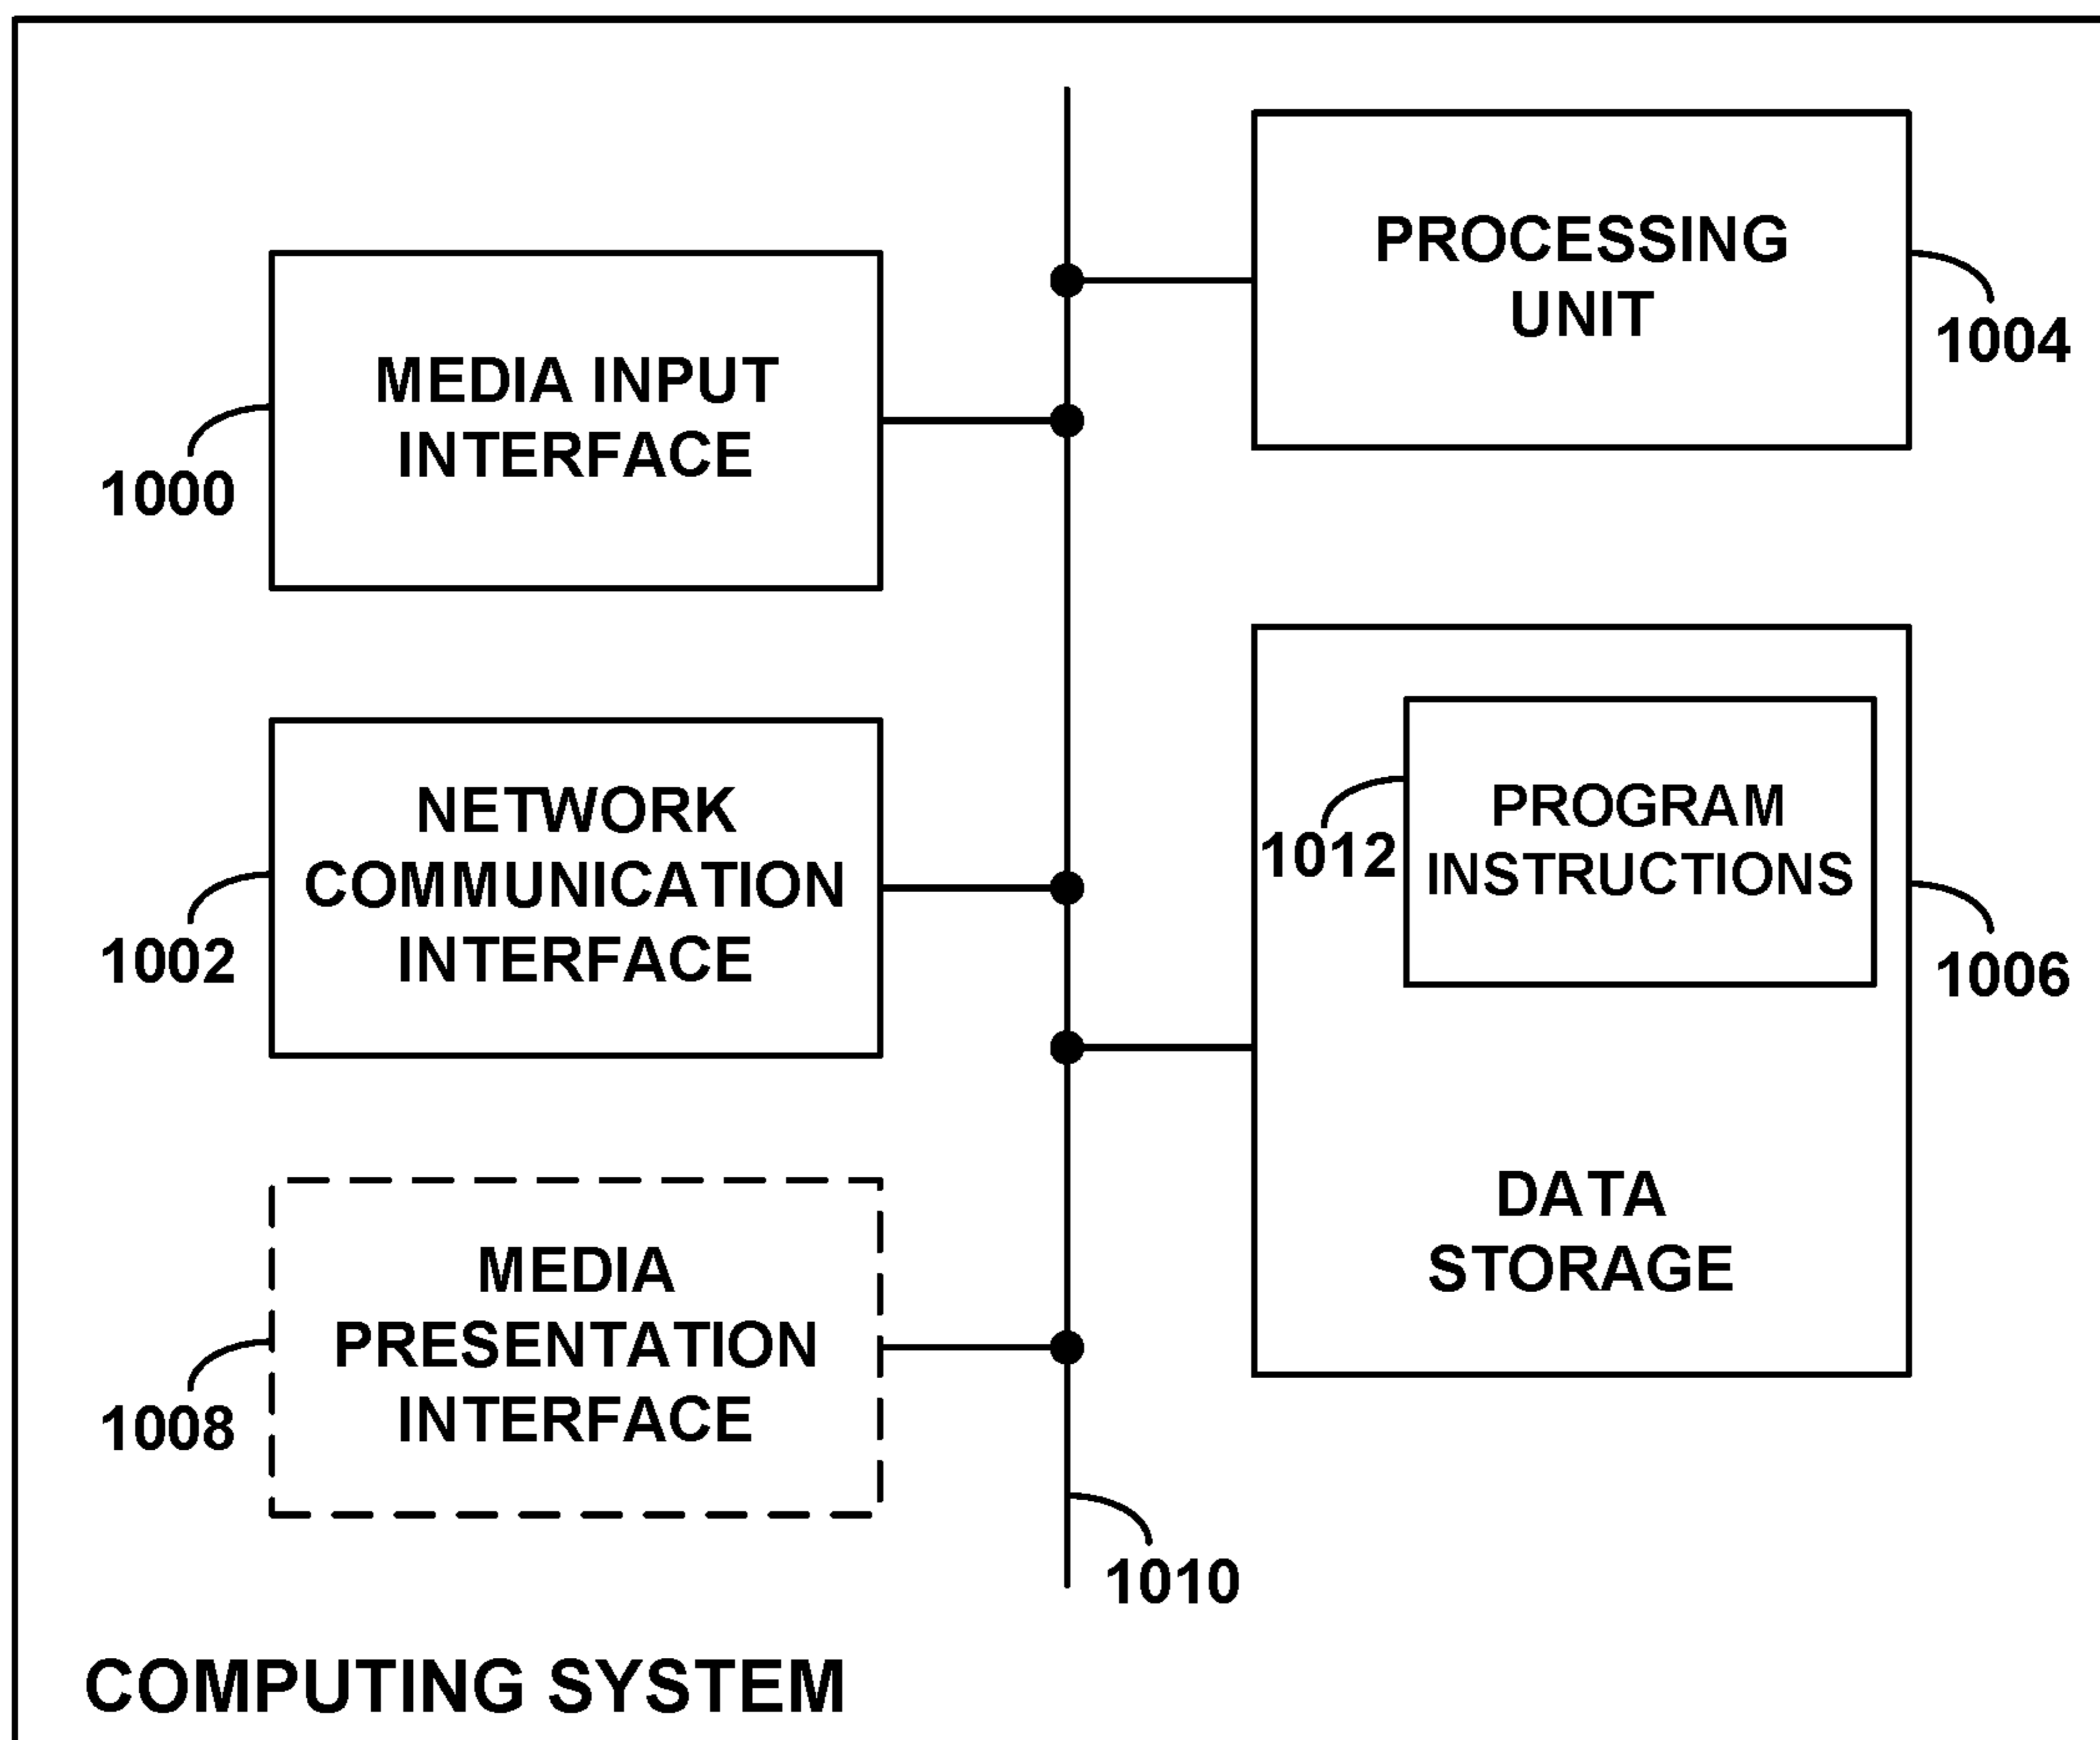 PROCESSING
UNIT
1004
MEDIA INPUT
INTERFACE
1000
NETWORK
COMMUNICATION
INTERFACE
1002
PROGRAM
INSTRUCTIONS
1012
1006
DATA
STORAGE
MEDIA
PRESENTATION
INTERFACE
1008
1010
COMPUTING SYSTEM